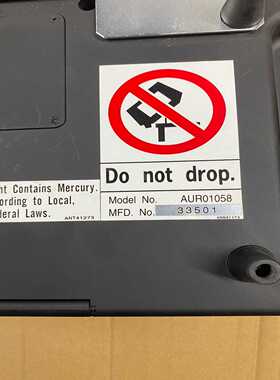 Do not drop.
nt Contains Mercury.
ording to Local,
deral Laws.
ANT41273
Model No. AUR01058
MFD. No. 33501